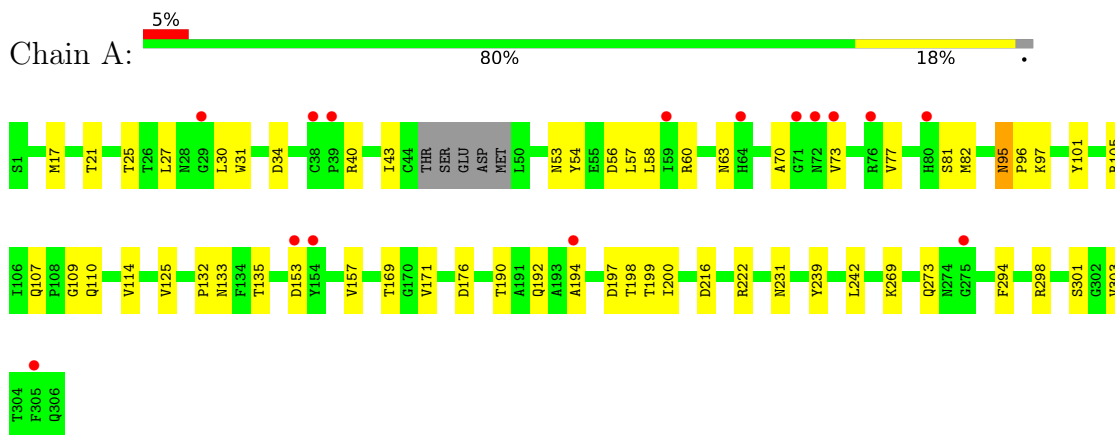 5%
Chain A:
80% 18% •
S1 M17 T21 T25 T26 L27 N28 G29 L30 W31 D34 C38 P39 R40 I43 C44 THR SER GLN ASP MET L50 N53 Y54 E55 D56 L57 L58 I59 R60 N63 H64 A70 G71 N72 V73 R76 V77 H80 S81 M82 N95 P96 K97 Y101 R105
I106 Q107 P108 G109 Q110 V114 V125 P132 N133 F134 T135 D153 Y154 V157 T169 G170 V171 D176 T190 A191 Q192 A193 A194 D197 T198 T199 I200 D216 R222 N231 Y239 L242 K269 Q273 N274 G275 F294 R298 S301 G302 V303
T304 F305 Q306